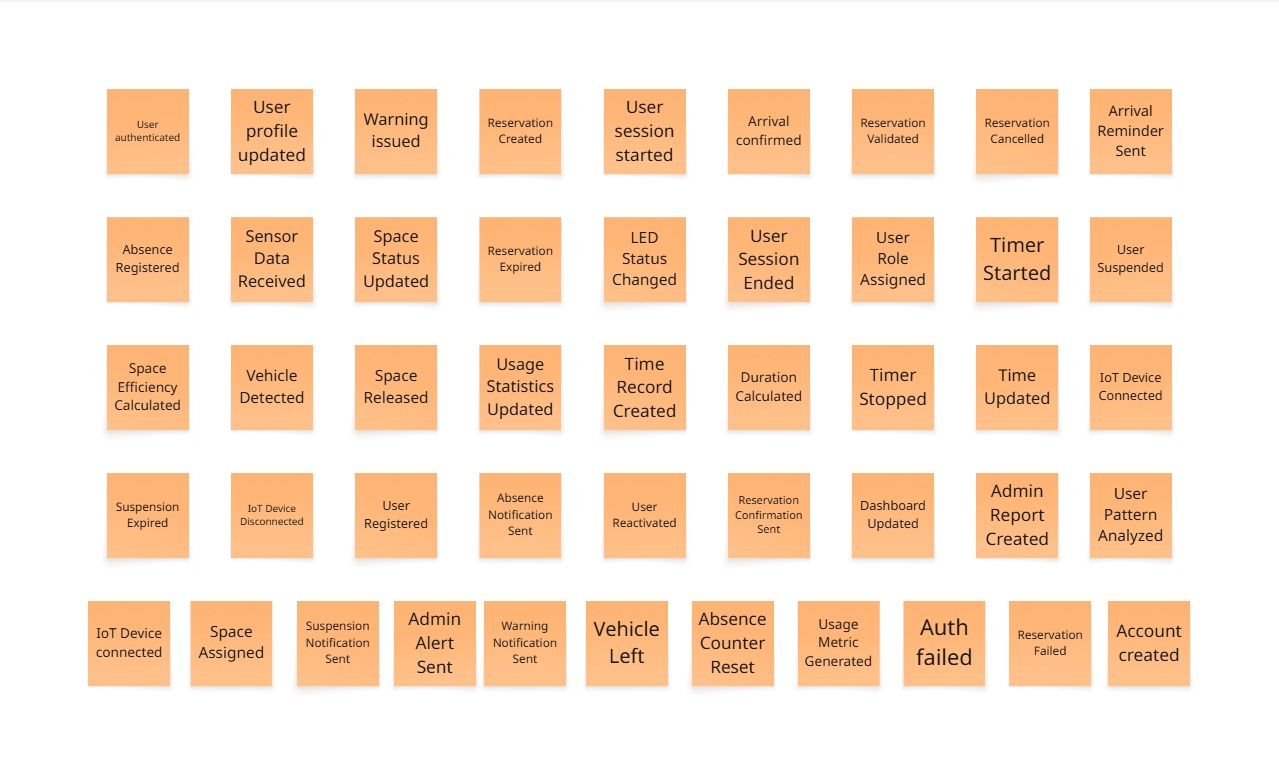 User
authenticated
User
profile
updated
Warning
issued
Reservation
Created
User
session
started
Arrival
confirmed
Reservation
Validated
Reservation
Cancelled
Arrival
Reminder
Sent
Absence
Registered
Sensor
Data
Received
Space
Status
Updated
Reservation
Expired
LED
Status
Changed
User
Session
Ended
User
Role
Assigned
Timer
Started
User
Suspended
Space
Efficiency
Calculated
Vehicle
Detected
Space
Released
Usage
Statistics
Updated
Time
Record
Created
Duration
Calculated
Timer
Stopped
Time
Updated
IoT Device
Connected
Suspension
Expired
IoT Device
Disconnected
User
Registered
Absence
Notification
Sent
User
Reactivated
Reservation
Confirmation
Sent
Dashboard
Updated
Admin
Report
Created
User
Pattern
Analyzed
IoT Device
connected
Space
Assigned
Suspension
Notification
Sent
Admin
Alert
Sent
Warning
Notification
Sent
Vehicle
Left
Absence
Counter
Reset
Usage
Metric
Generated
Auth
failed
Reservation
Failed
Account
created